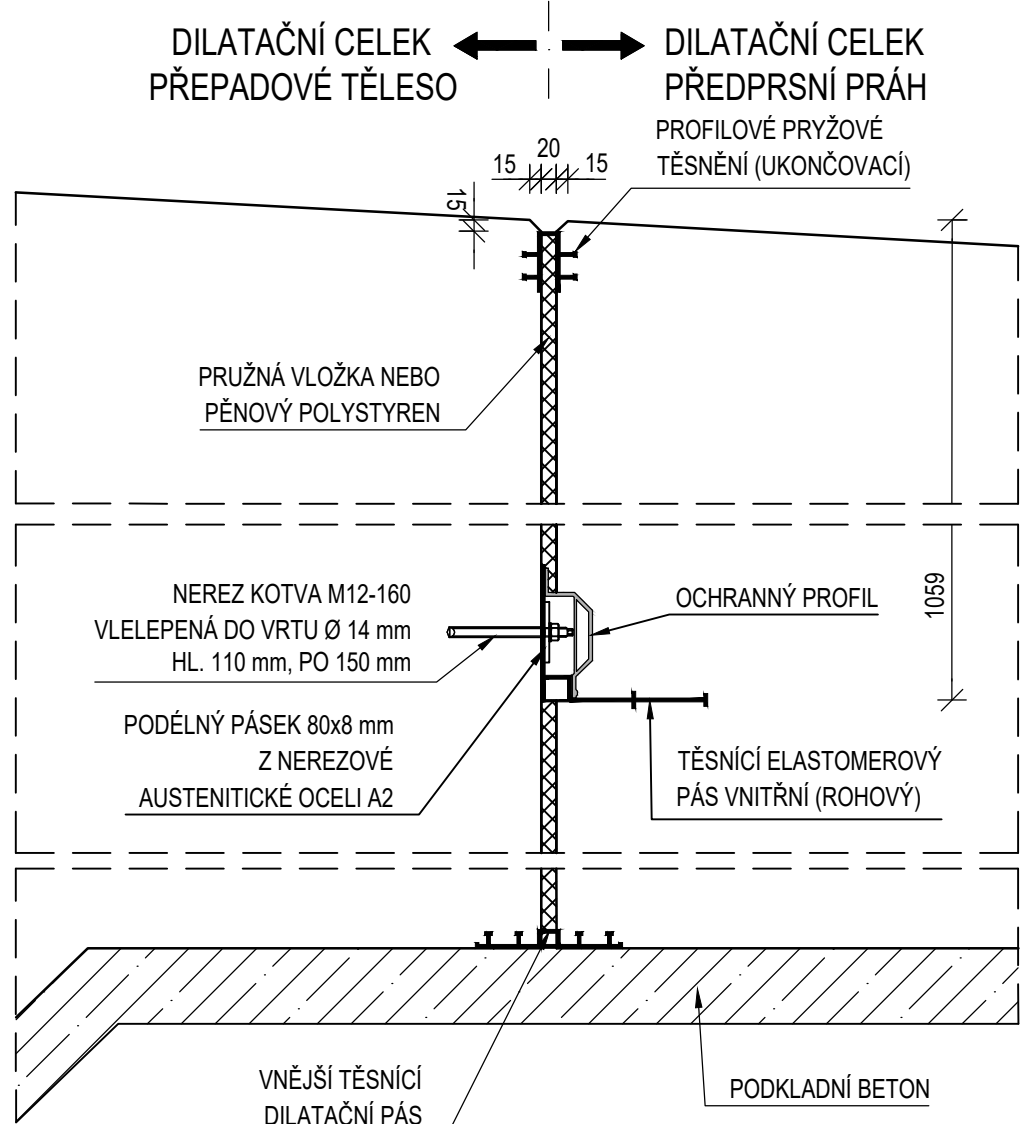 DILATAČNÍ CELEK
PŘEPADOVÉ TĚLESO
DILATAČNÍ CELEK
PŘEDPRSNÍ PRÁH
PROFILOVÉ PRYŽOVÉ
TĚSNĚNÍ (UKONČOVACÍ)
15 20 15
15
PRUŽNÁ VLOŽKA NEBO
PĚNOVÝ POLYSTYREN
NEREZ KOTVA M12-160
VLELEPENÁ DO VRTU Ø 14 mm
HL. 110 mm, PO 150 mm
OCHRANNÝ PROFIL
1059
PODÉLNÝ PÁSEK 80x8 mm
Z NEREZOVÉ
AUSTENITICKÉ OCELI A2
TĚSNÍCÍ ELASTOMEROVÝ
PÁS VNITŘNÍ (ROHOVÝ)
VNĚJŠÍ TĚSNÍCÍ
DILATAČNÍ PÁS
PODKLADNÍ BETON